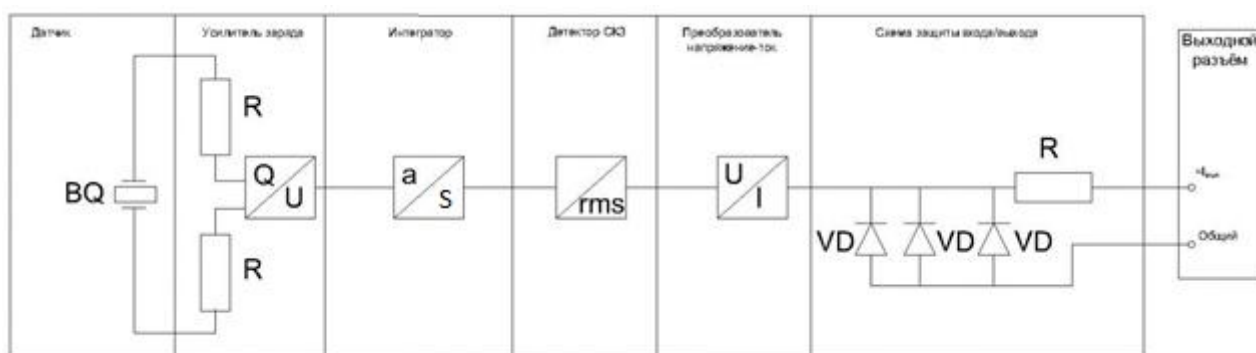 Датчик
Усилитель заряда
Интегратор
Детектор СКЗ
Преобразователь
напряжение-ток
Схема защиты входа/выхода
Выходной
разъём
R
R
BQ
Q
U
a
S
rms
U
I
R
VD
VD
VD
Общий
R